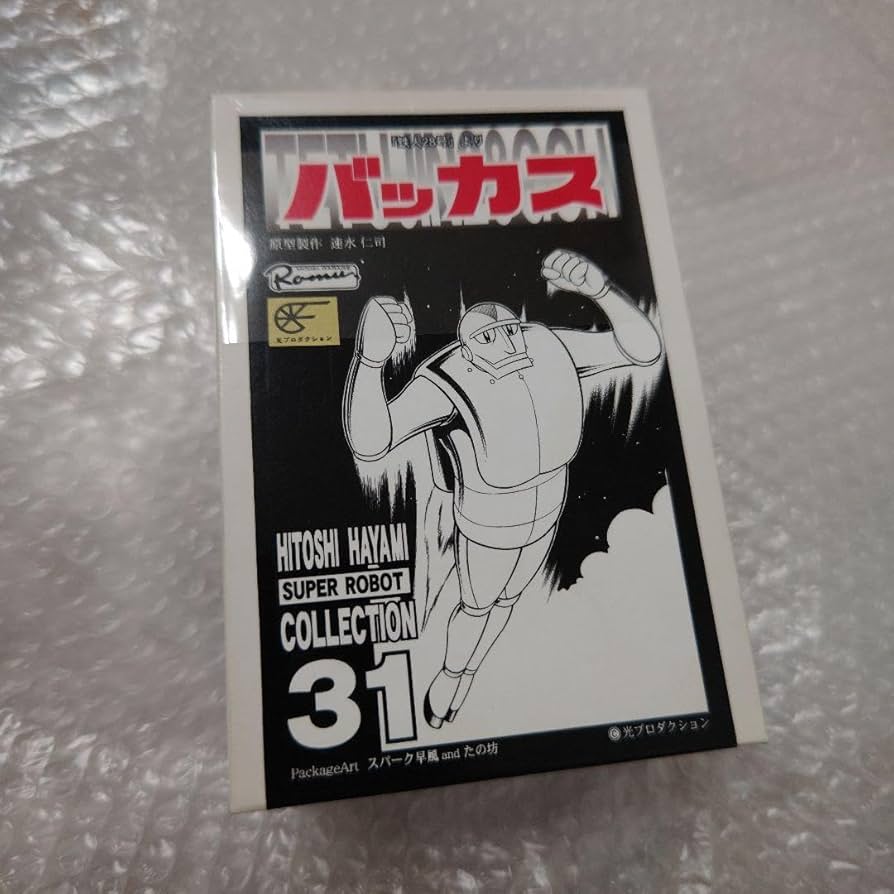 「鉄人28号」より
バッカス
原型製作 速水 仁司
Romu
光プロダクション
HITOSHI HAYAMI
SUPER ROBOT
COLLECTION
31
PackageArt スパーク早風 and たの坊
©光プロダクション